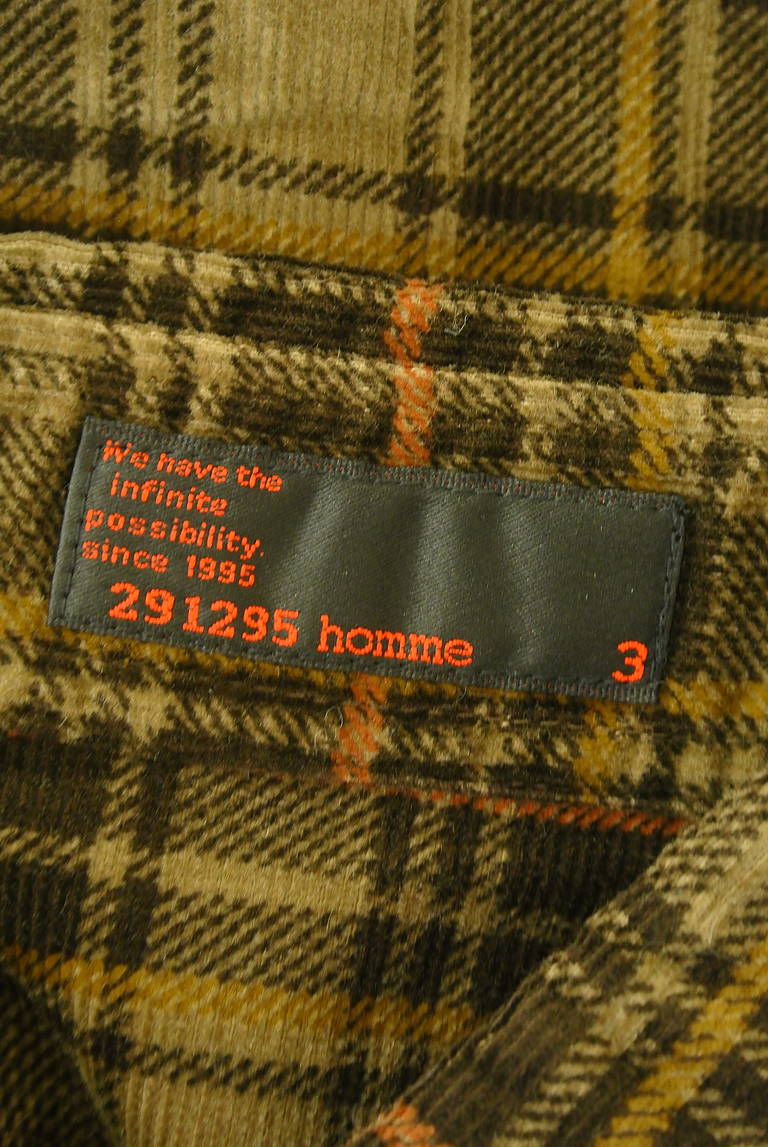 We have the
infinite
possibility.
since 1995
291295 homme
3